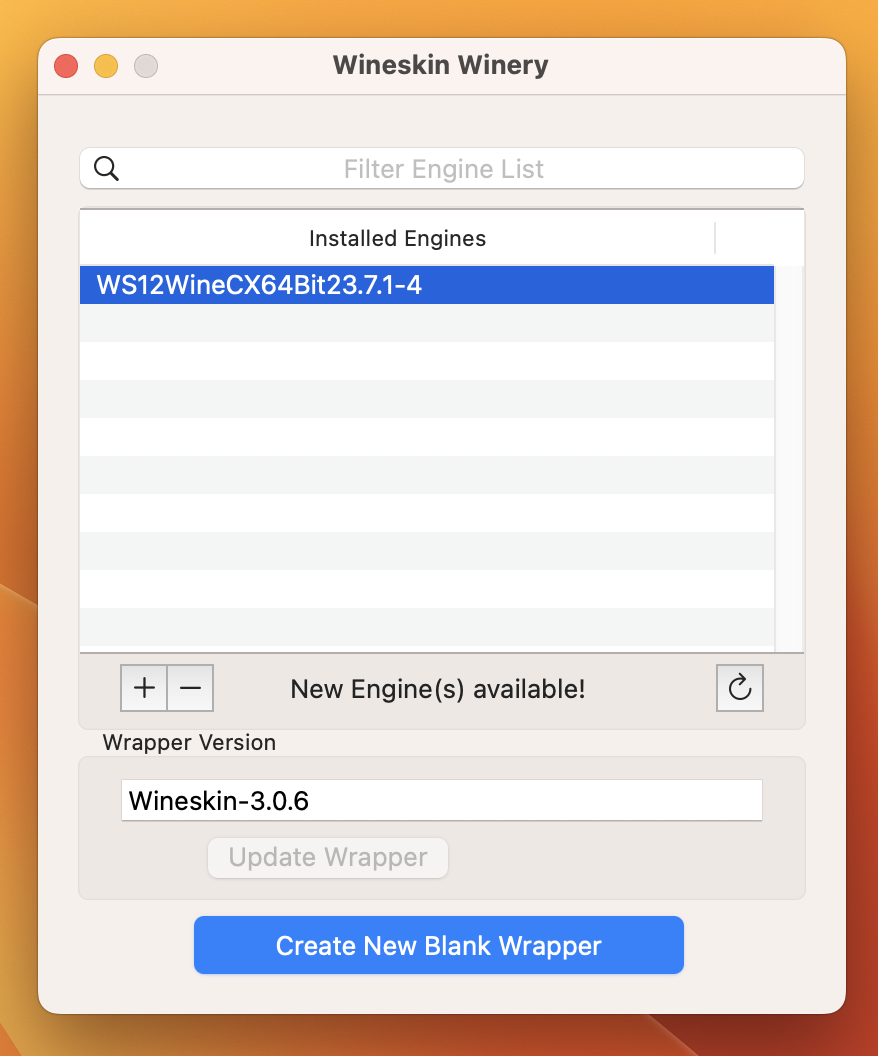 Wineskin Winery
Filter Engine List
Installed Engines
WS12WineCX64Bit23.7.1-4
New Engine(s) available!
Wrapper Version
Wineskin-3.0.6
Update Wrapper
Create New Blank Wrapper